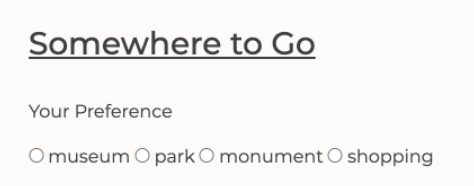 Somewhere to Go
Your Preference
museum park monument shopping